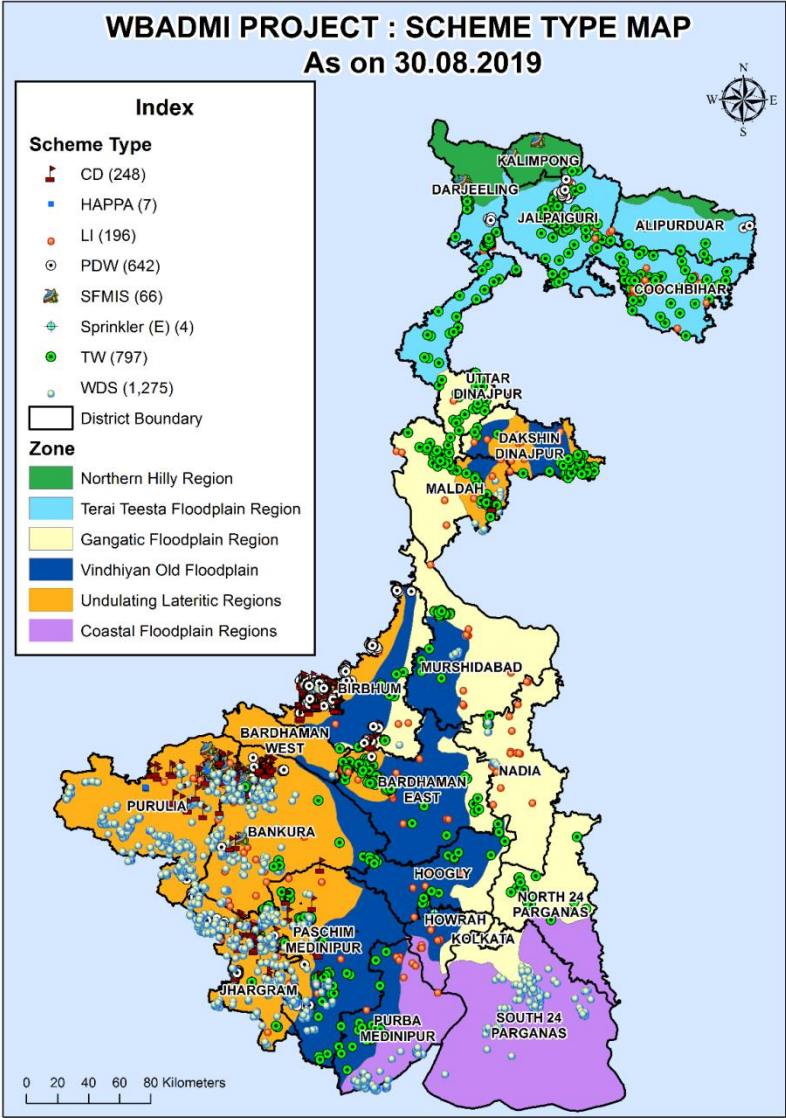 WBADMI PROJECT : SCHEME TYPE MAP
As on 30.08.2019
N
W
E
S
Index
Scheme Type
CD (248)
HAPPA (7)
LI (196)
PDW (642)
SFMIS (66)
Sprinkler (E) (4)
TW (797)
WDS (1,275)
District Boundary
Zone
Northern Hilly Region
Terai Teesta Floodplain Region
Gangatic Floodplain Region
Vindhiyan Old Floodplain
Undulating Lateritic Regions
Coastal Floodplain Regions
KALIMPONG
DARJEELING
JALPAIGURI
ALIPURDUAR
COOCHBIHAR
UTTAR
DINAJPUR
DAKSHIN
DINAJPUR
MALDAH
MURSHIDABAD
BIRBHUM
BARDHAMAN
WEST
BARDHAMAN
EAST
NADIA
PURULIA
BANKURA
HOOGLY
NORTH 24
PARGANAS
HOWRAH
KOLKATA
PASCHIM
MEDINIPUR
JHARGRAM
PURBA
MEDINIPUR
SOUTH 24
PARGANAS
0 20 40 60 80 Kilometers